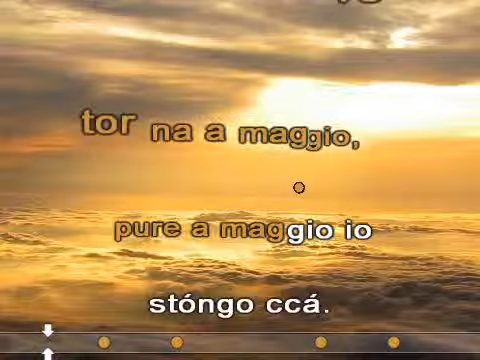 tor na a maggio,
pure a maggio io
stóngo ccá.